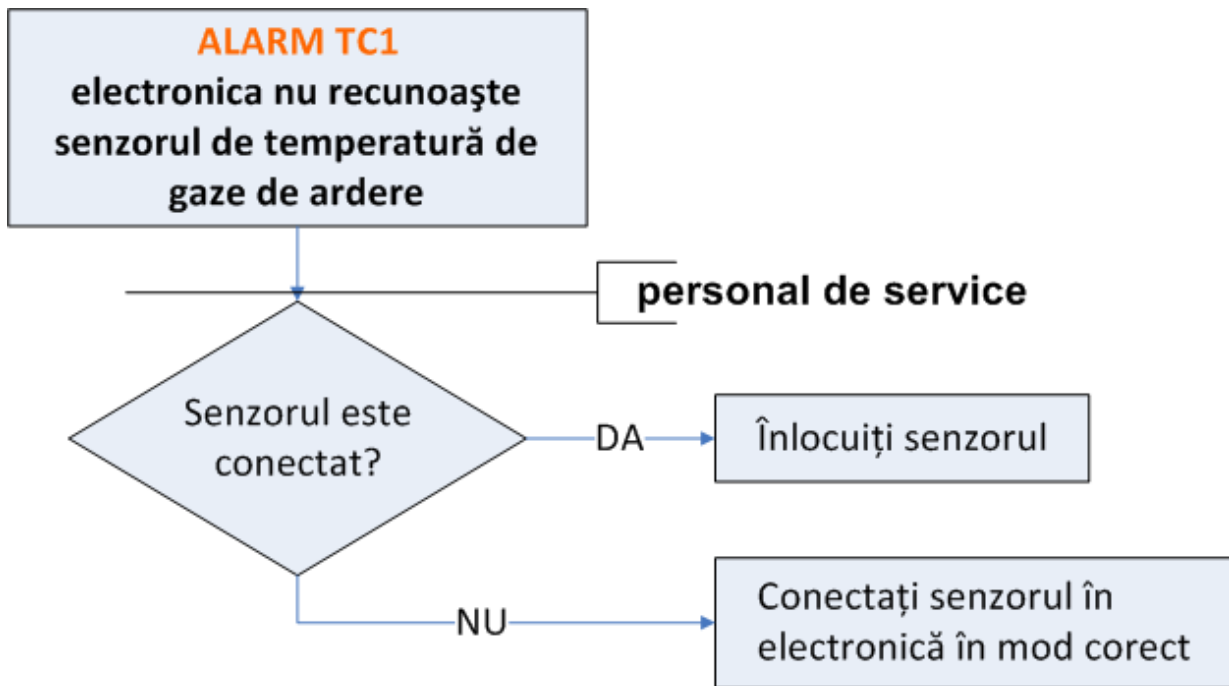 ALARM TC1
electronica nu recunoaşte
senzorul de temperatură de
gaze de ardere
personal de service
Senzorul este
conectat?
DA
Înlocuiți senzorul
NU
Conectați senzorul în
electronică în mod corect